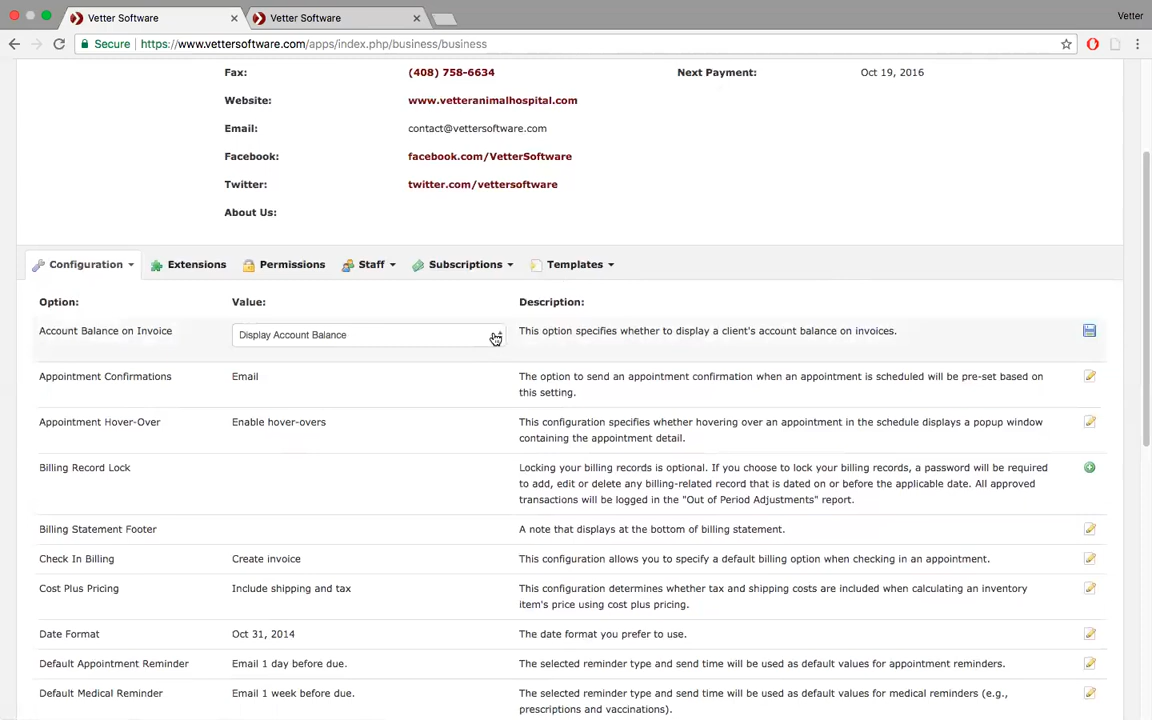 Vetter Software
Vetter Software
Vetter
Secure https://www.vettersoftware.com/apps/index.php/business/business
Fax: (408) 758-6634 Next Payment: Oct 19, 2016
Website: www.vetteranimalhospital.com
Email: contact@vettersoftware.com
Facebook: facebook.com/VetterSoftware
Twitter: twitter.com/vettersoftware
About Us:
Configuration Extensions Permissions Staff Subscriptions Templates
Option: Value: Description:
Account Balance on Invoice Display Account Balance This option specifies whether to display a client's account balance on invoices.
Appointment Confirmations Email The option to send an appointment confirmation when an appointment is scheduled will be pre-set based on
this setting.
Appointment Hover-Over Enable hover-overs This configuration specifies whether hovering over an appointment in the schedule displays a popup window
containing the appointment detail.
Billing Record Lock Locking your billing records is optional. If you choose to lock your billing records, a password will be required
to add, edit or delete any billing-related record that is dated on or before the applicable date. All approved
transactions will be logged in the "Out of Period Adjustments" report.
Billing Statement Footer A note that displays at the bottom of billing statement.
Check In Billing Create invoice This configuration allows you to specify a default billing option when checking in an appointment.
Cost Plus Pricing Include shipping and tax This configuration determines whether tax and shipping costs are included when calculating an inventory
item's price using cost plus pricing.
Date Format Oct 31, 2014 The date format you prefer to use.
Default Appointment Reminder Email 1 day before due. The selected reminder type and send time will be used as default values for appointment reminders.
Default Medical Reminder Email 1 week before due. The selected reminder type and send time will be used as default values for medical reminders (e.g.,
prescriptions and vaccinations).